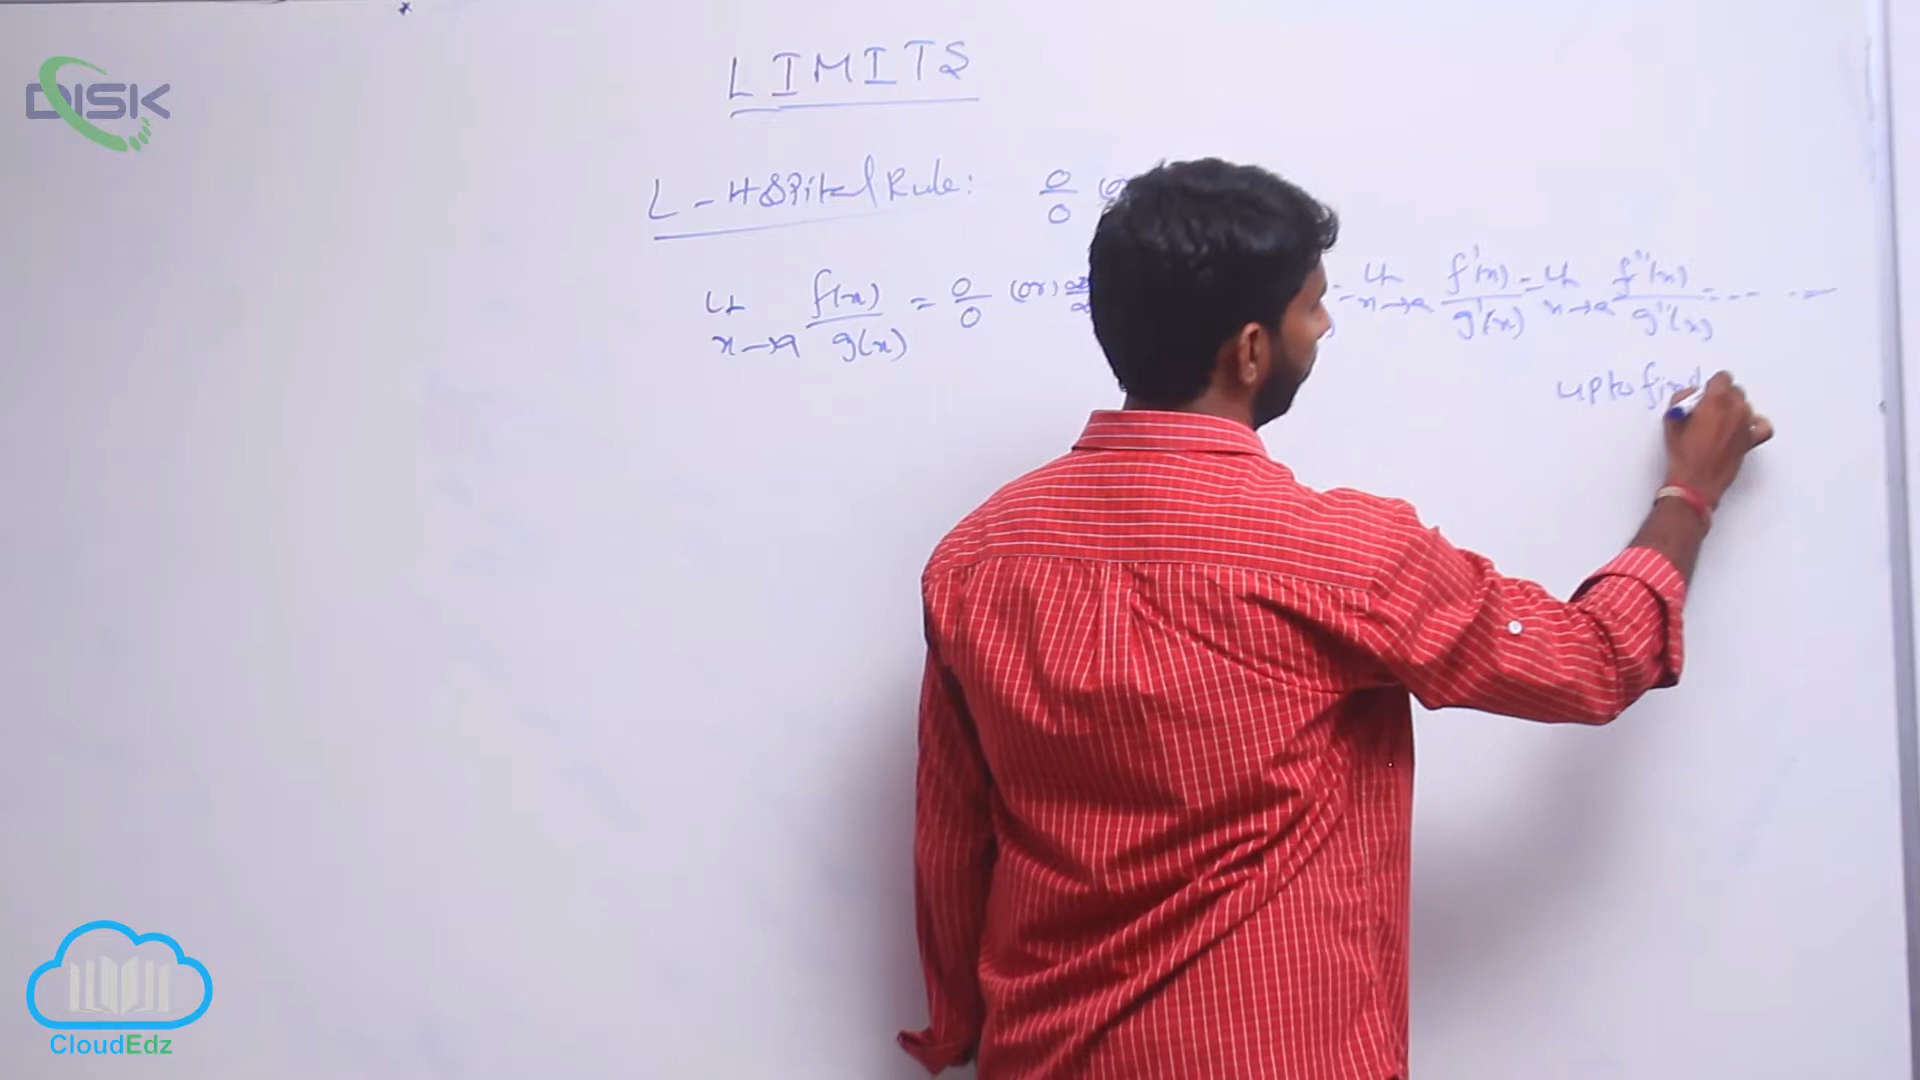 DISK
LIMITS
L-Hospital Rule: 0/0
Lt x→a f(x)/g(x) = 0/0 (or) = Lt x→a f'(x)/g'(x) = Lt x→a f''(x)/g''(x) = --- --
upto find
CloudEdz